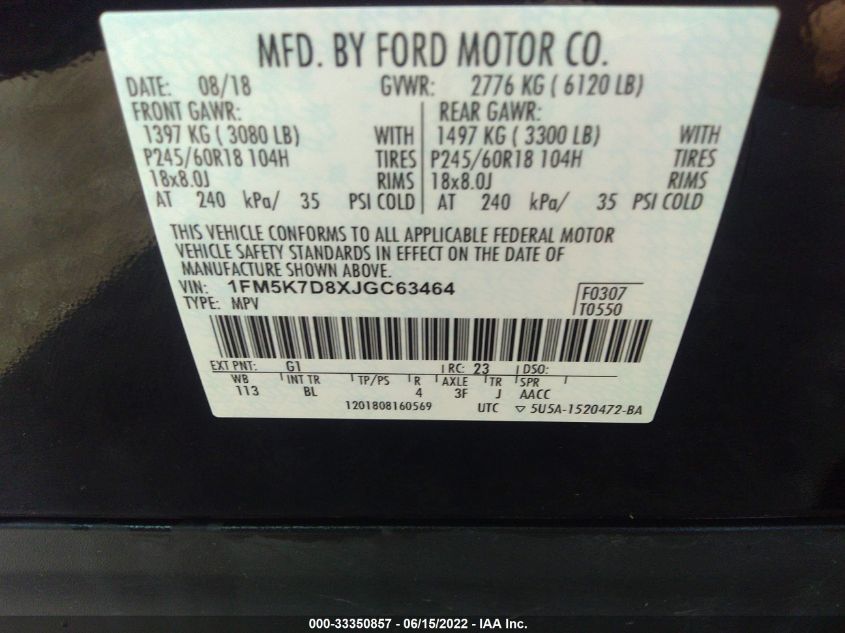 MFD. BY FORD MOTOR CO.
DATE: 08/18 GVWR: 2776 KG ( 6120 LB)
FRONT GAWR: REAR GAWR:
1397 KG ( 3080 LB) WITH 1497 KG ( 3300 LB) WITH
P245/60R18 104H TIRES P245/60R18 104H TIRES
18x8.0J RIMS 18x8.0J RIMS
AT 240 kPa/ 35 PSI COLD AT 240 kPa/ 35 PSI COLD
THIS VEHICLE CONFORMS TO ALL APPLICABLE FEDERAL MOTOR
VEHICLE SAFETY STANDARDS IN EFFECT ON THE DATE OF
MANUFACTURE SHOWN ABOVE.
VIN: 1FM5K7D8XJGC63464 F0307
TYPE: MPV T0550
EXT PNT: G1 RC: 23 DSO:
WB INT TR TP/PS R AXLE TR SPR
113 BL 4 3F J AACC
1201808160569 UTC ▽ 5U5A-1520472-BA
000-33350857 - 06/15/2022 - IAA Inc.